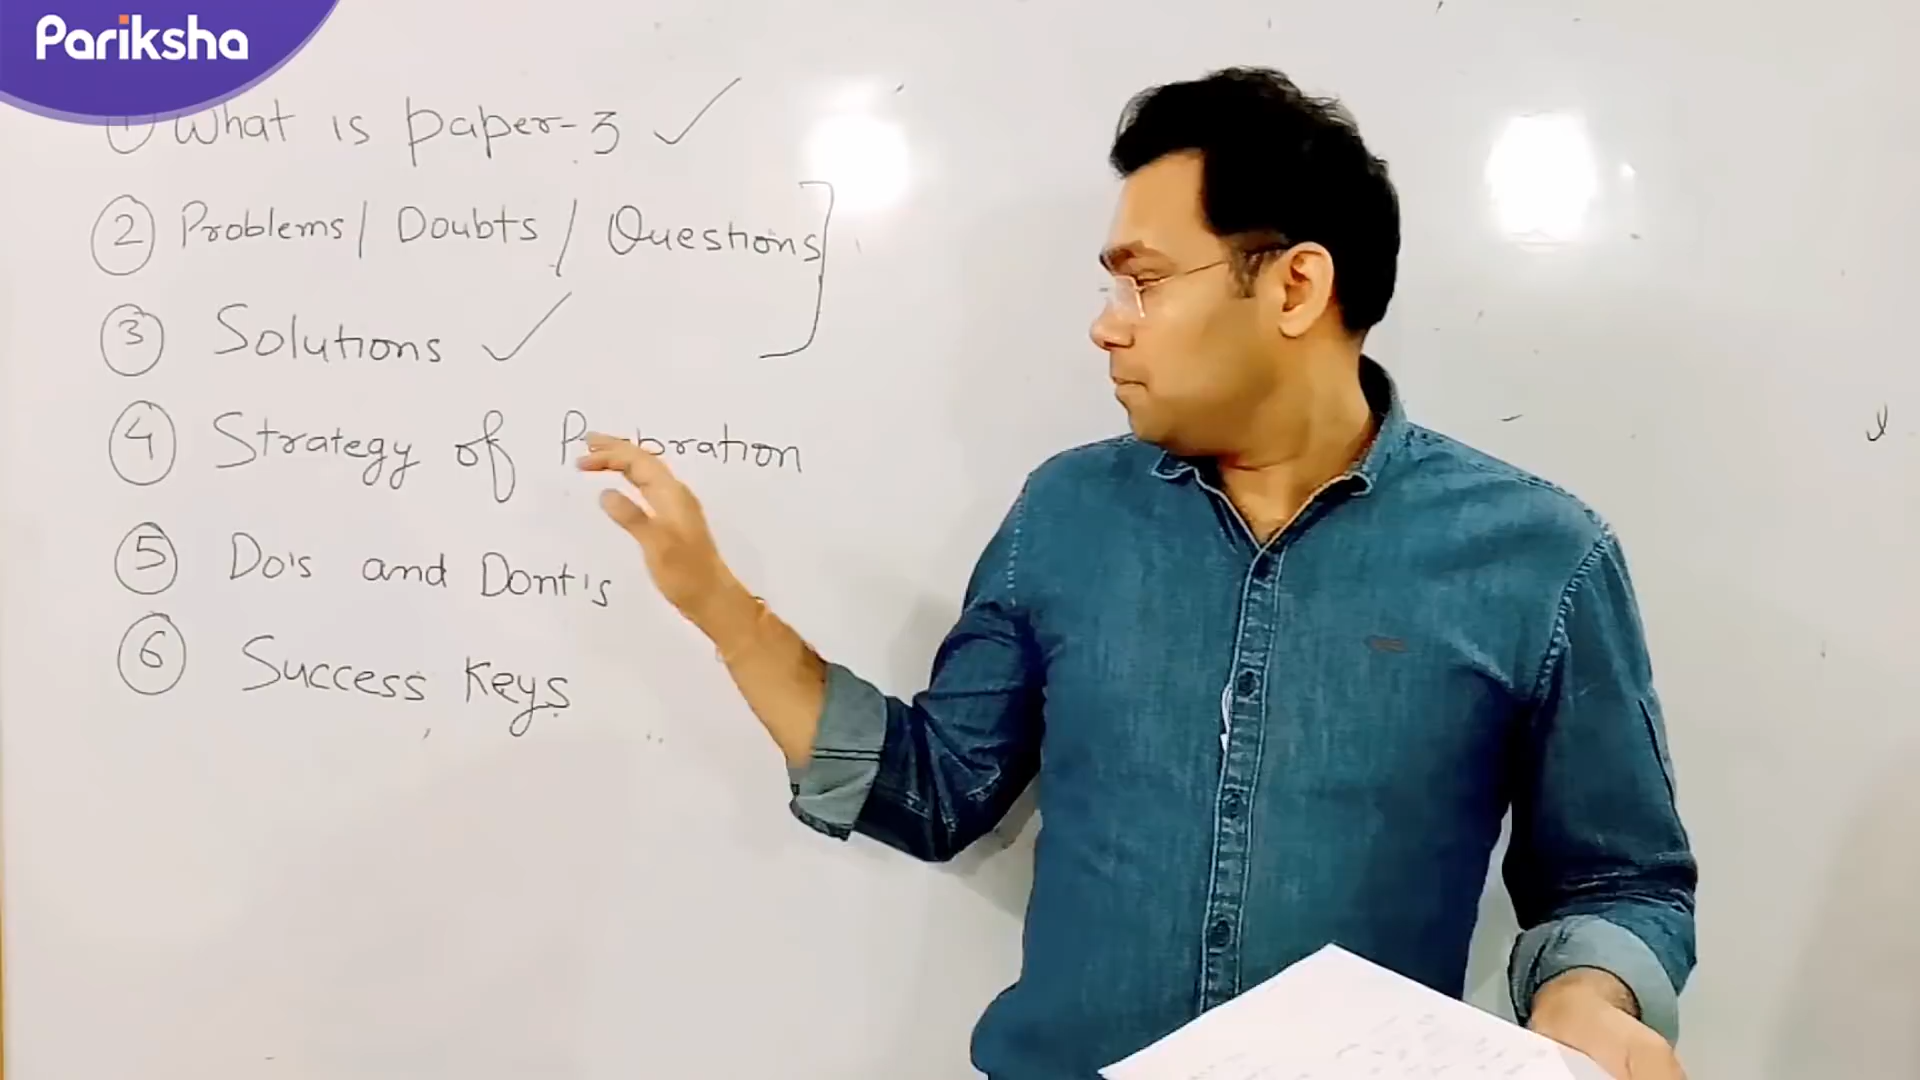 Pariksha
① What is paper-3 ✓
② Problems / Doubts / Questions
③ Solutions ✓
④ Strategy of
⑤ Do's and Dont's
⑥ Success Keys